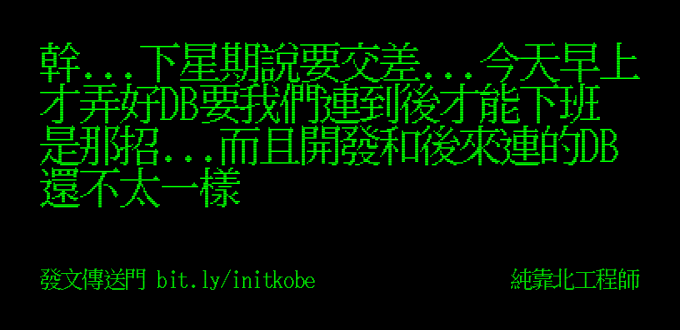 幹...下星期說要交差...今天早上
才弄好DB要我們連到後才能下班
是那招...而且開發和後來連的DB
還不太一樣
發文傳送門 bit.ly/initkobe
純靠北工程師